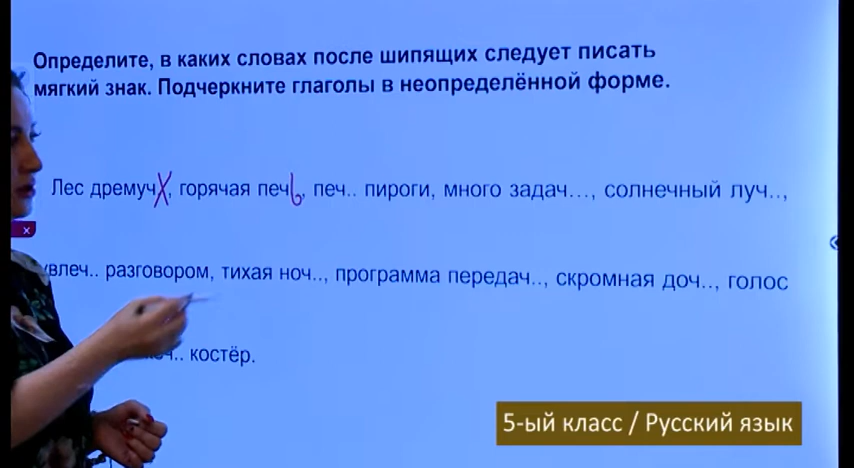 Определите, в каких словах после шипящих следует писать
мягкий знак. Подчеркните глаголы в неопределённой форме.
Лес дремуч, горячая печь, печ.. пироги, много задач..., солнечный луч..,
увлеч.. разговором, тихая ноч.., программа передач.., скромная доч.., голос
костёр.
5-ый класс / Русский язык